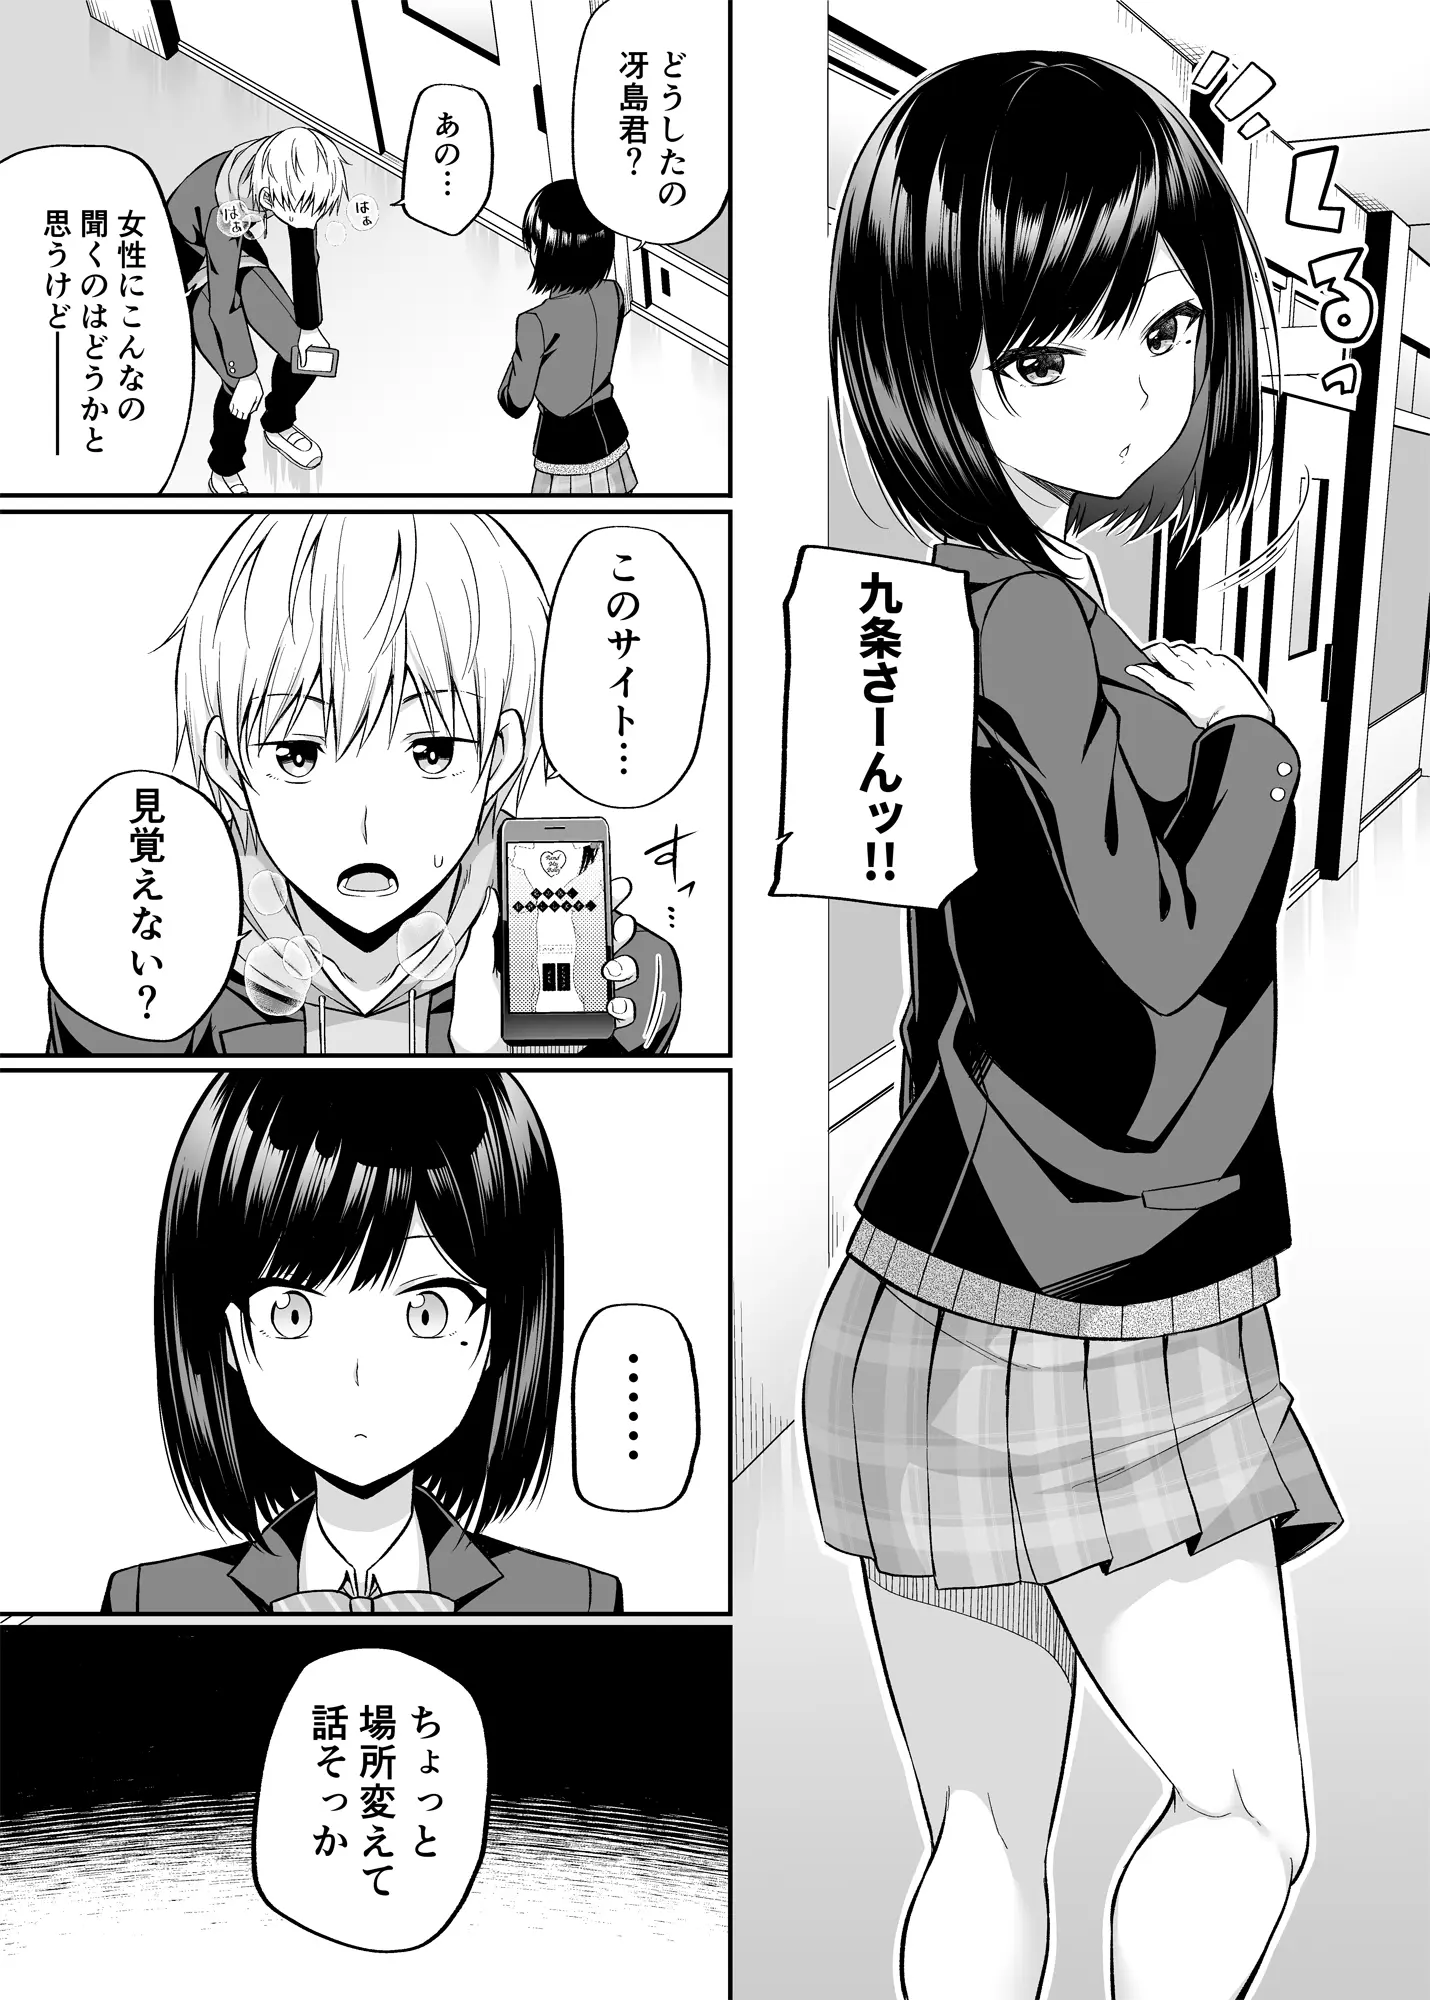 くるっ
九条さーんッ!!
どうしたの
冴島君？
あの…
はぁ
はぁ
女性にこんなの
聞くのはどうかと
思うけど――
このサイト…
すっ…
Rand
My
Baby
見覚えない？
……
ちょっと
場所変えて
話そっか